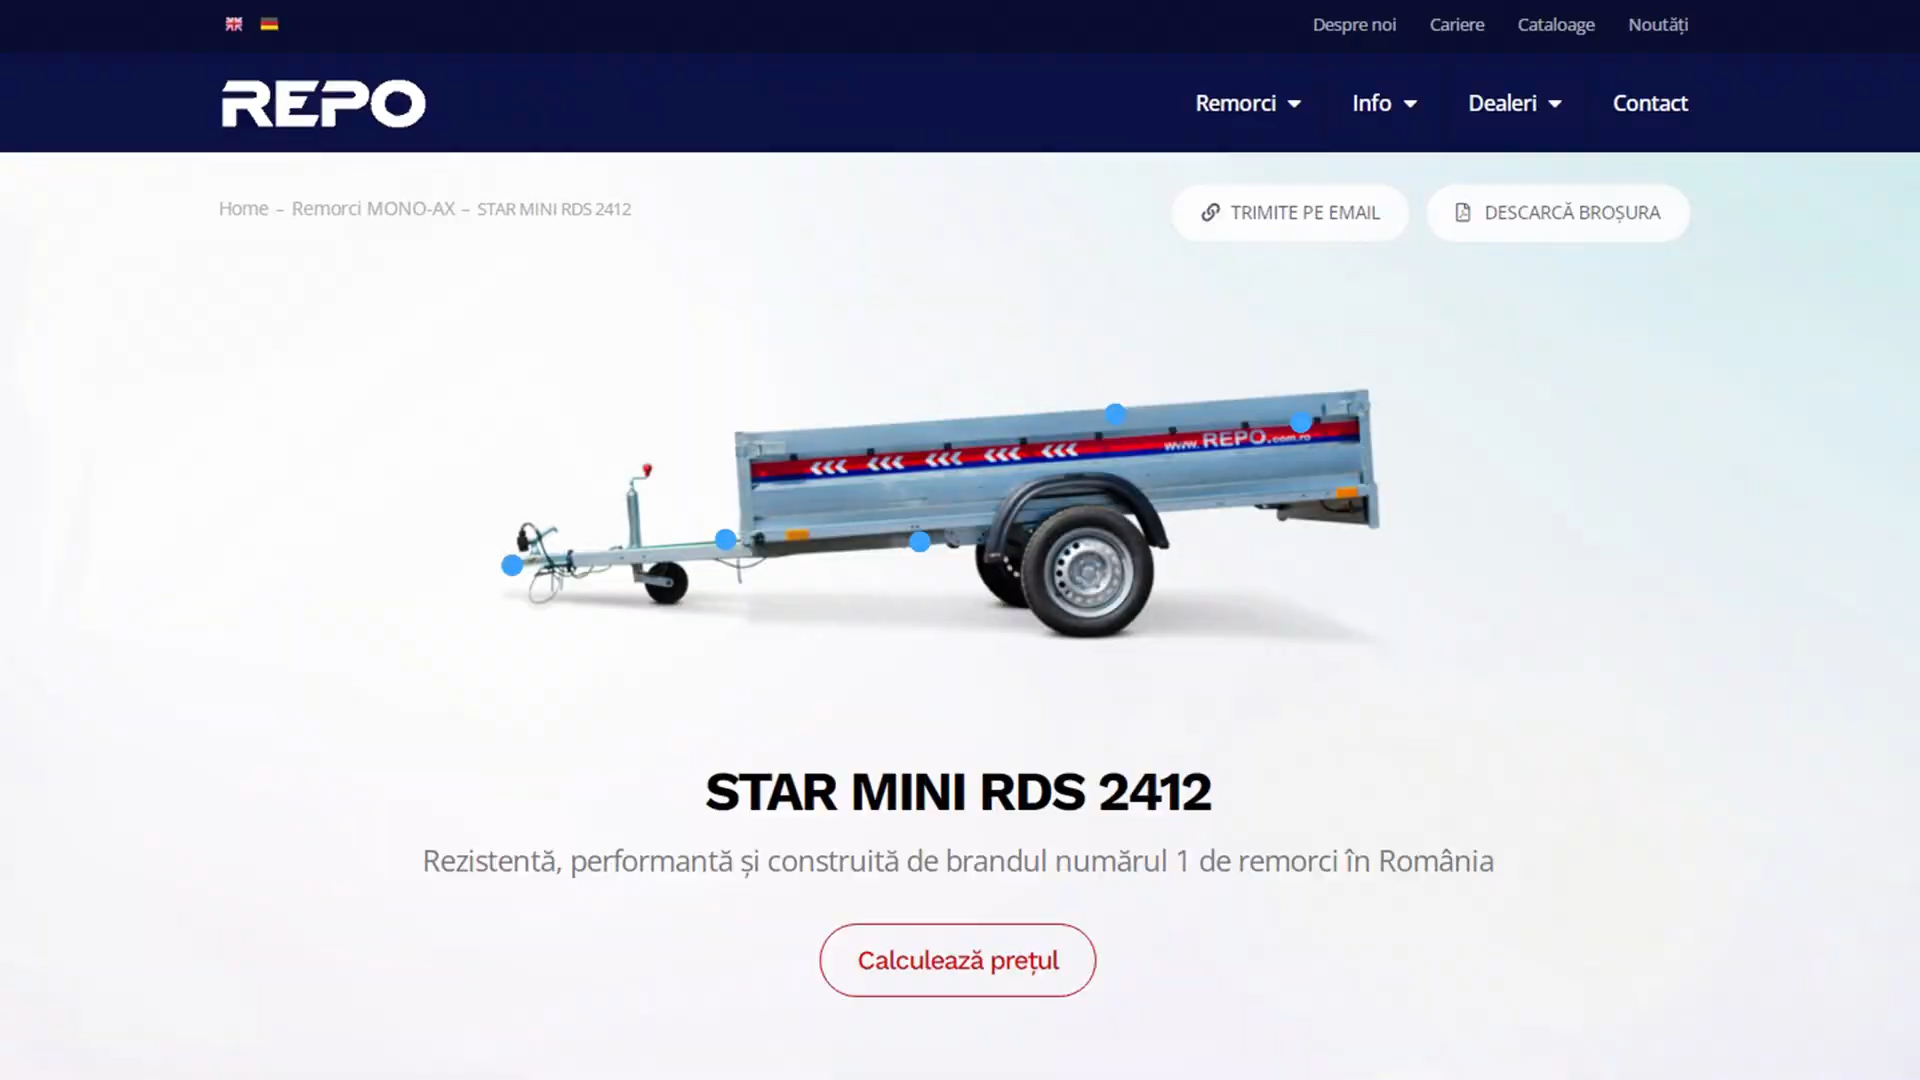 Despre noi Cariere Cataloage Noutăți
REPO
Remorci Info Dealeri Contact
Home – Remorci MONO-AX – STAR MINI RDS 2412
TRIMITE PE EMAIL DESCARCĂ BROȘURA
www.REPO.com.ro
STAR MINI RDS 2412
Rezistentă, performantă și construită de brandul numărul 1 de remorci în România
Calculează prețul